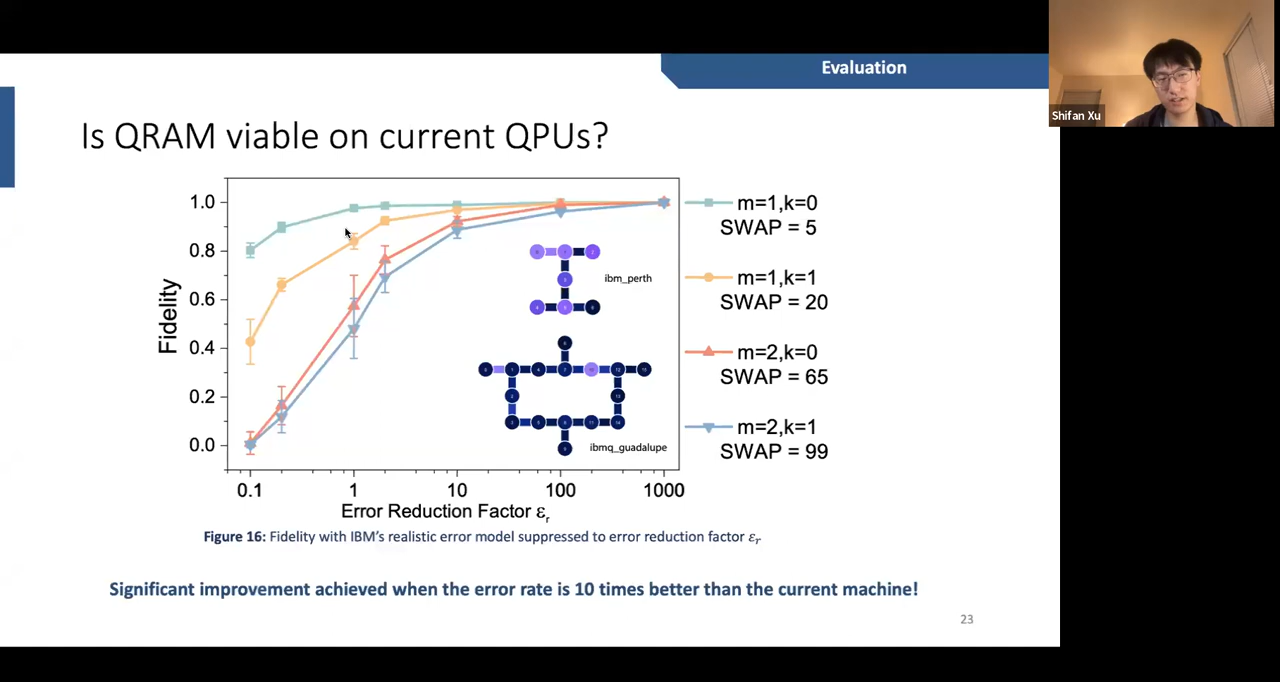 Evaluation
Shifan Xu
Is QRAM viable on current QPUs?
1.0
0.8
0.6
0.4
0.2
0.0
Fidelity
0.1
1
10
100
1000
Error Reduction Factor εr
ibm_perth
ibmq_guadalupe
m=1,k=0
SWAP = 5
m=1,k=1
SWAP = 20
m=2,k=0
SWAP = 65
m=2,k=1
SWAP = 99
Figure 16: Fidelity with IBM's realistic error model suppressed to error reduction factor εr
Significant improvement achieved when the error rate is 10 times better than the current machine!
23